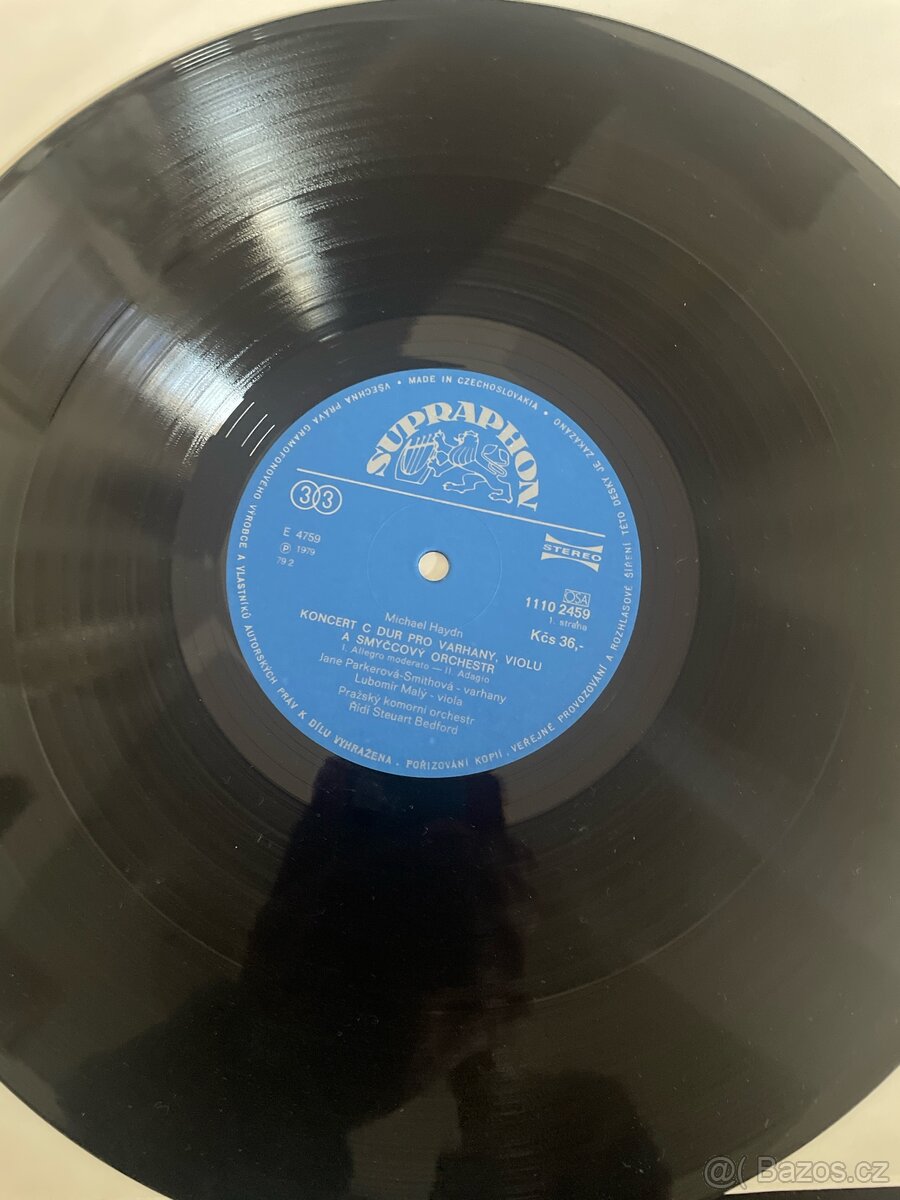 VŠECHNA PRÁVA GRAMOFONOVÉHO VÝROBCE A VLASTNÍKŮ AUTORSKÝCH PRÁV K DÍLU VYHRAZENA . POŘIZOVÁNÍ KOPIÍ , VEŘEJNÉ PROVOZOVÁNÍ A ROZHLASOVÉ ŠÍŘENÍ TÉTO DESKY JE ZAKÁZÁNO • MADE IN CZECHOSLOVAKIA •
SUPRAPHON
33
STEREO
E 4759
℗ 1979
79.2
OSA
1110 2459
1. strana
Kčs 36,-
Michael Haydn
KONCERT C DUR PRO VARHANY, VIOLU
A SMYČCOVÝ ORCHESTR
I. Allegro moderato — II. Adagio
Jane Parkerová-Smithová - varhany
Lubomír Malý - viola
Pražský komorní orchestr
Řídí Steuart Bedford
@( Bazos.cz